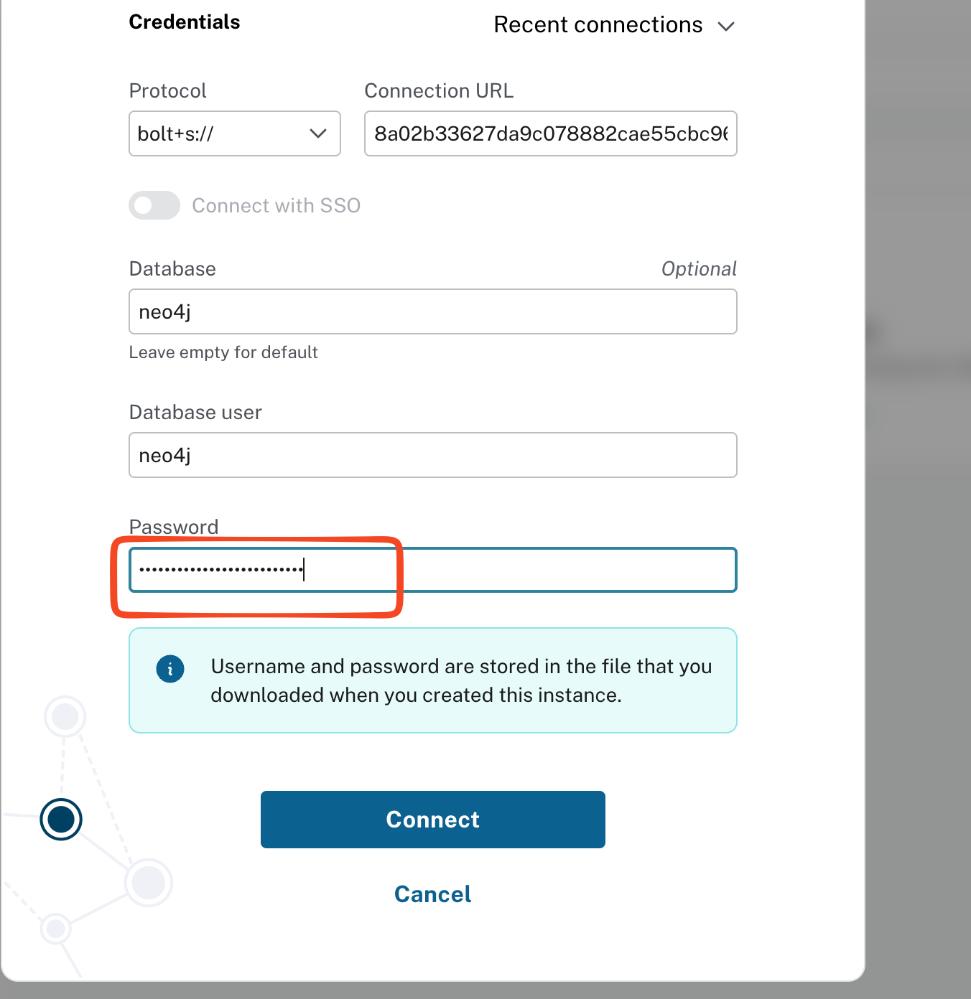 Credentials
Recent connections
Protocol
Connection URL
bolt+s://
8a02b33627da9c078882cae55cbc96
Connect with SSO
Database
Optional
neo4j
Leave empty for default
Database user
neo4j
Password
••••••••••••••••••••••••••
Username and password are stored in the file that you
downloaded when you created this instance.
Connect
Cancel